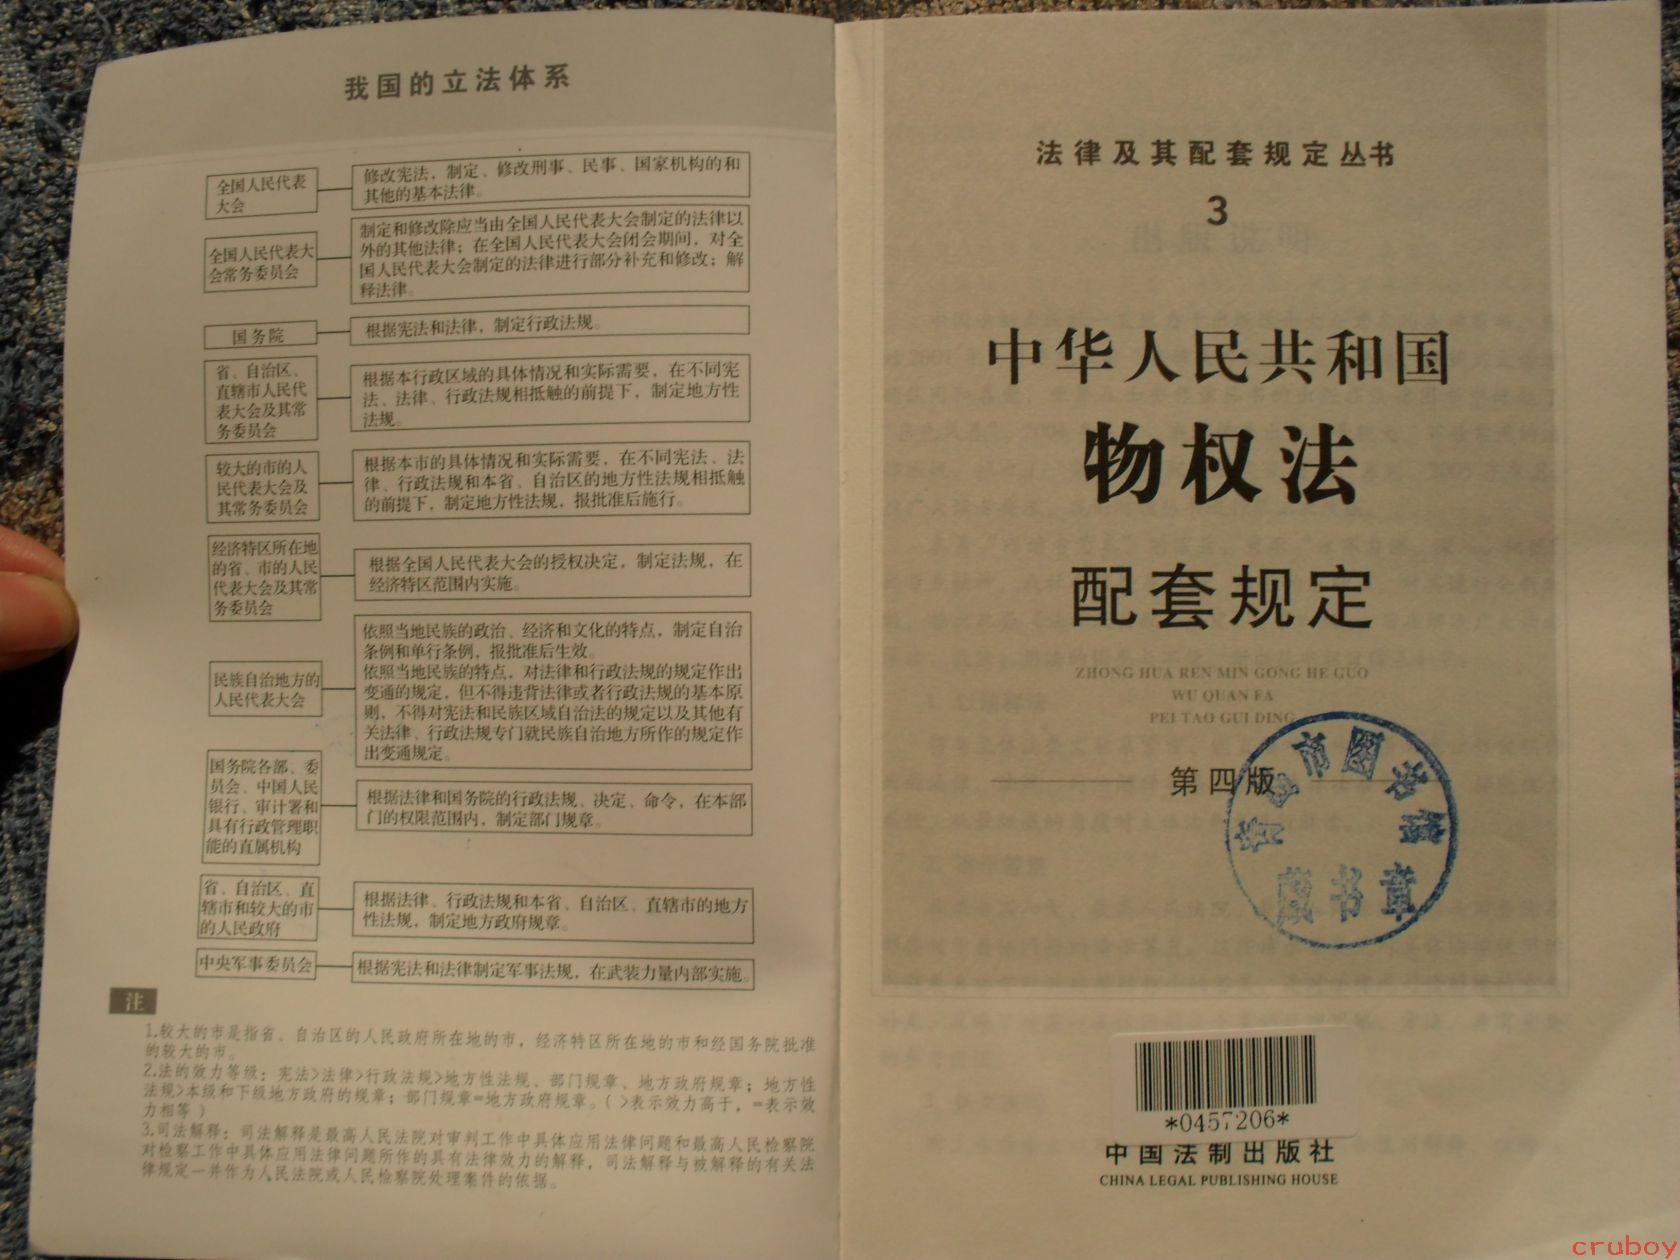 我国的立法体系
全国人民代表
大会
修改宪法，制定、修改刑事、民事、国家机构的和
其他的基本法律。
全国人民代表大
会常务委员会
制定和修改除应当由全国人民代表大会制定的法律以
外的其他法律；在全国人民代表大会闭会期间，对全
国人民代表大会制定的法律进行部分补充和修改；解
释法律。
国务院
根据宪法和法律，制定行政法规。
省、自治区、
直辖市人民代
表大会及其常
务委员会
根据本行政区域的具体情况和实际需要，在不同宪
法、法律、行政法规相抵触的前提下，制定地方性
法规。
较大的市的人
民代表大会及
其常务委员会
根据本市的具体情况和实际需要，在不同宪法、法
律、行政法规和本省、自治区的地方性法规相抵触
的前提下，制定地方性法规，报批准后施行。
经济特区所在地
的省、市的人民
代表大会及其常
务委员会
根据全国人民代表大会的授权决定，制定法规，在
经济特区范围内实施。
民族自治地方的
人民代表大会
依照当地民族的政治、经济和文化的特点，制定自治
条例和单行条例，报批准后生效。
依照当地民族的特点，对法律和行政法规的规定作出
变通的规定，但不得违背法律或者行政法规的基本原
则，不得对宪法和民族区域自治法的规定以及其他有
关法律、行政法规专门就民族自治地方所作的规定作
出变通规定。
国务院各部、委
员会、中国人民
银行、审计署和
具有行政管理职
能的直属机构
根据法律和国务院的行政法规、决定、命令，在本部
门的权限范围内，制定部门规章。
省、自治区、直
辖市和较大的市
的人民政府
根据法律、行政法规和本省、自治区、直辖市的地方
性法规，制定地方政府规章。
中央军事委员会
根据宪法和法律制定军事法规，在武装力量内部实施。
注
1.较大的市是指省、自治区的人民政府所在地的市，经济特区所在地的市和经国务院批准
的较大的市。
2.法的效力等级：宪法>法律>行政法规>地方性法规、部门规章、地方政府规章；地方性
法规>本级和下级地方政府的规章；部门规章=地方政府规章。（>表示效力高于，=表示效
力相等）
3.司法解释：司法解释是最高人民法院对审判工作中具体应用法律问题和最高人民检察院
对检察工作中具体应用法律问题所作的具有法律效力的解释，司法解释与被解释的有关法
律规定一并作为人民法院或人民检察院处理案件的依据。
法律及其配套规定丛书
3
中华人民共和国
物权法
配套规定
ZHONG HUA REN MIN GONG HE GUO
WU QUAN FA
PEI TAO GUI DING
第四版
市图
藏书章
*0457206*
中国法制出版社
CHINA LEGAL PUBLISHING HOUSE
cruboy